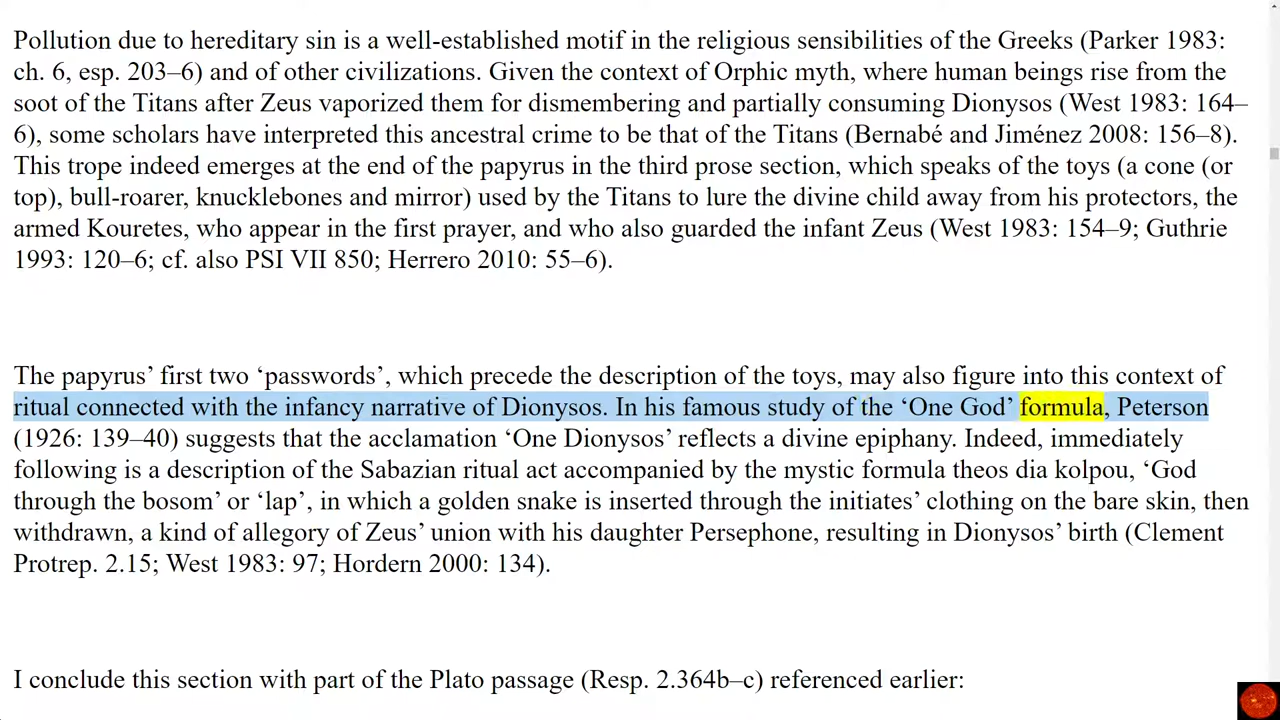 Pollution due to hereditary sin is a well-established motif in the religious sensibilities of the Greeks (Parker 1983:
ch. 6, esp. 203–6) and of other civilizations. Given the context of Orphic myth, where human beings rise from the
soot of the Titans after Zeus vaporized them for dismembering and partially consuming Dionysos (West 1983: 164–
6), some scholars have interpreted this ancestral crime to be that of the Titans (Bernabé and Jiménez 2008: 156–8).
This trope indeed emerges at the end of the papyrus in the third prose section, which speaks of the toys (a cone (or
top), bull-roarer, knucklebones and mirror) used by the Titans to lure the divine child away from his protectors, the
armed Kouretes, who appear in the first prayer, and who also guarded the infant Zeus (West 1983: 154–9; Guthrie
1993: 120–6; cf. also PSI VII 850; Herrero 2010: 55–6).
The papyrus’ first two ‘passwords’, which precede the description of the toys, may also figure into this context of
ritual connected with the infancy narrative of Dionysos. In his famous study of the ‘One God’ formula, Peterson
(1926: 139–40) suggests that the acclamation ‘One Dionysos’ reflects a divine epiphany. Indeed, immediately
following is a description of the Sabazian ritual act accompanied by the mystic formula theos dia kolpou, ‘God
through the bosom’ or ‘lap’, in which a golden snake is inserted through the initiates’ clothing on the bare skin, then
withdrawn, a kind of allegory of Zeus’ union with his daughter Persephone, resulting in Dionysos’ birth (Clement
Protrep. 2.15; West 1983: 97; Hordern 2000: 134).
I conclude this section with part of the Plato passage (Resp. 2.364b–c) referenced earlier: